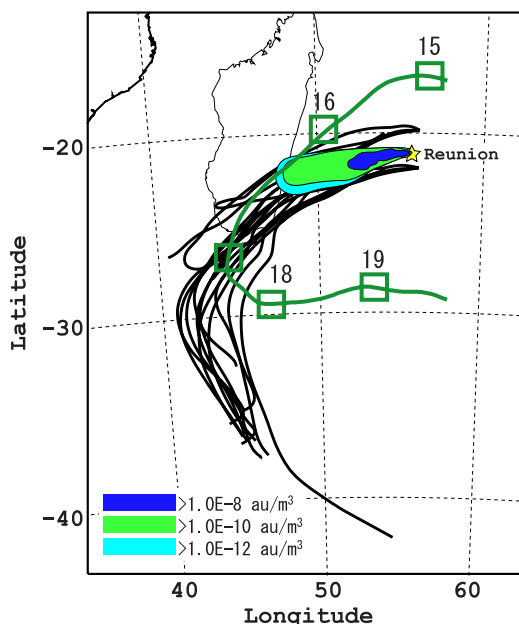 15
16
-20
Reunion
Latitude
18
19
-30
>1.0E-8 au/m³
>1.0E-10 au/m³
-40
>1.0E-12 au/m³
40
50
60
Longitude